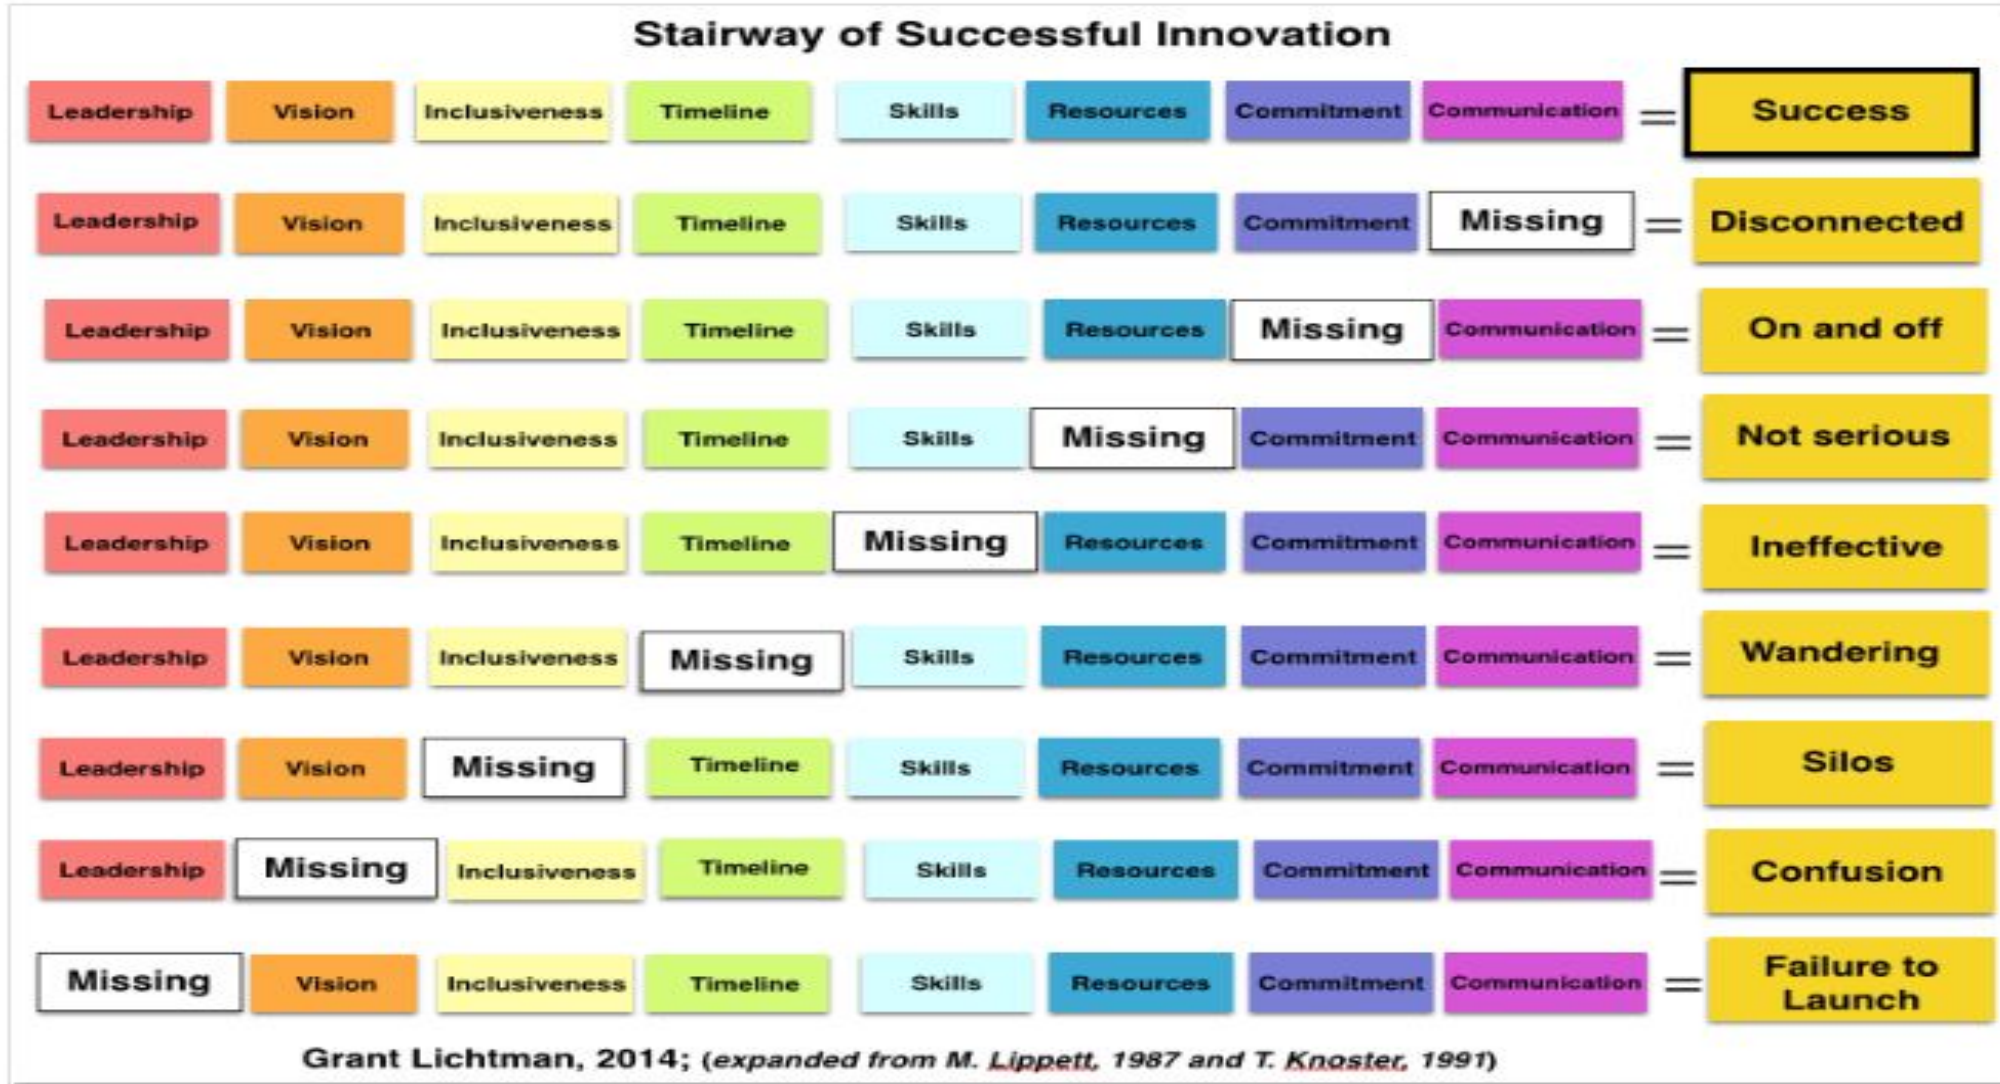 Stairway of Successful Innovation
Leadership Vision Inclusiveness Timeline Skills Resources Commitment Communication = Success
Leadership Vision Inclusiveness Timeline Skills Resources Commitment Missing = Disconnected
Leadership Vision Inclusiveness Timeline Skills Resources Missing Communication = On and off
Leadership Vision Inclusiveness Timeline Skills Missing Commitment Communication = Not serious
Leadership Vision Inclusiveness Timeline Missing Resources Commitment Communication = Ineffective
Leadership Vision Inclusiveness Missing Skills Resources Commitment Communication = Wandering
Leadership Vision Missing Timeline Skills Resources Commitment Communication = Silos
Leadership Missing Inclusiveness Timeline Skills Resources Commitment Communication = Confusion
Missing Vision Inclusiveness Timeline Skills Resources Commitment Communication = Failure to
Launch
Grant Lichtman, 2014; (expanded from M. Lippett, 1987 and T. Knoster, 1991)